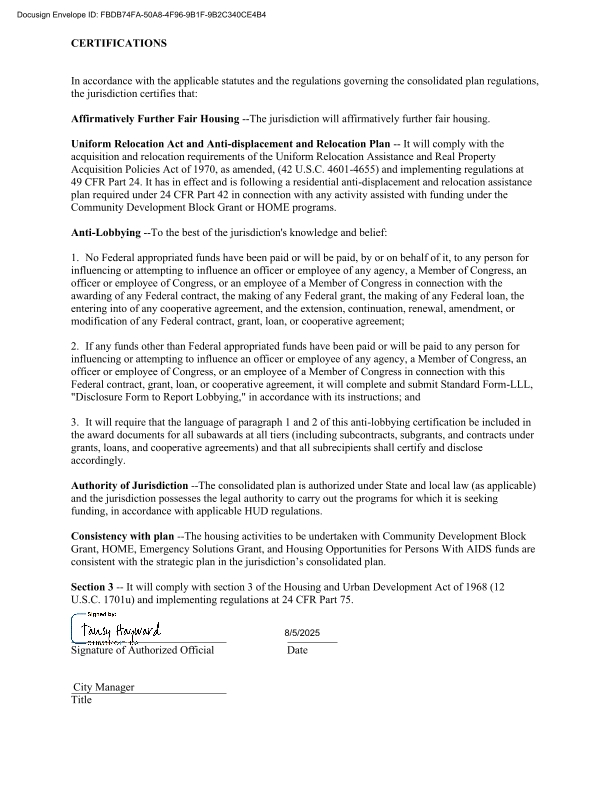 Docusign Envelope ID: FBDB74FA-50A8-4F96-9B1F-9B2C340CE4B4
CERTIFICATIONS
In accordance with the applicable statutes and the regulations governing the consolidated plan regulations,
the jurisdiction certifies that:
Affirmatively Further Fair Housing --The jurisdiction will affirmatively further fair housing.
Uniform Relocation Act and Anti-displacement and Relocation Plan -- It will comply with the
acquisition and relocation requirements of the Uniform Relocation Assistance and Real Property
Acquisition Policies Act of 1970, as amended, (42 U.S.C. 4601-4655) and implementing regulations at
49 CFR Part 24. It has in effect and is following a residential anti-displacement and relocation assistance
plan required under 24 CFR Part 42 in connection with any activity assisted with funding under the
Community Development Block Grant or HOME programs.
Anti-Lobbying --To the best of the jurisdiction's knowledge and belief:
1. No Federal appropriated funds have been paid or will be paid, by or on behalf of it, to any person for
influencing or attempting to influence an officer or employee of any agency, a Member of Congress, an
officer or employee of Congress, or an employee of a Member of Congress in connection with the
awarding of any Federal contract, the making of any Federal grant, the making of any Federal loan, the
entering into of any cooperative agreement, and the extension, continuation, renewal, amendment, or
modification of any Federal contract, grant, loan, or cooperative agreement;
2. If any funds other than Federal appropriated funds have been paid or will be paid to any person for
influencing or attempting to influence an officer or employee of any agency, a Member of Congress, an
officer or employee of Congress, or an employee of a Member of Congress in connection with this
Federal contract, grant, loan, or cooperative agreement, it will complete and submit Standard Form-LLL,
"Disclosure Form to Report Lobbying," in accordance with its instructions; and
3. It will require that the language of paragraph 1 and 2 of this anti-lobbying certification be included in
the award documents for all subawards at all tiers (including subcontracts, subgrants, and contracts under
grants, loans, and cooperative agreements) and that all subrecipients shall certify and disclose
accordingly.
Authority of Jurisdiction --The consolidated plan is authorized under State and local law (as applicable)
and the jurisdiction possesses the legal authority to carry out the programs for which it is seeking
funding, in accordance with applicable HUD regulations.
Consistency with plan --The housing activities to be undertaken with Community Development Block
Grant, HOME, Emergency Solutions Grant, and Housing Opportunities for Persons With AIDS funds are
consistent with the strategic plan in the jurisdiction’s consolidated plan.
Section 3 -- It will comply with section 3 of the Housing and Urban Development Act of 1968 (12
U.S.C. 1701u) and implementing regulations at 24 CFR Part 75.
Signed by:
Tansy Hayward
8/5/2025
Signature of Authorized Official Date
City Manager
Title